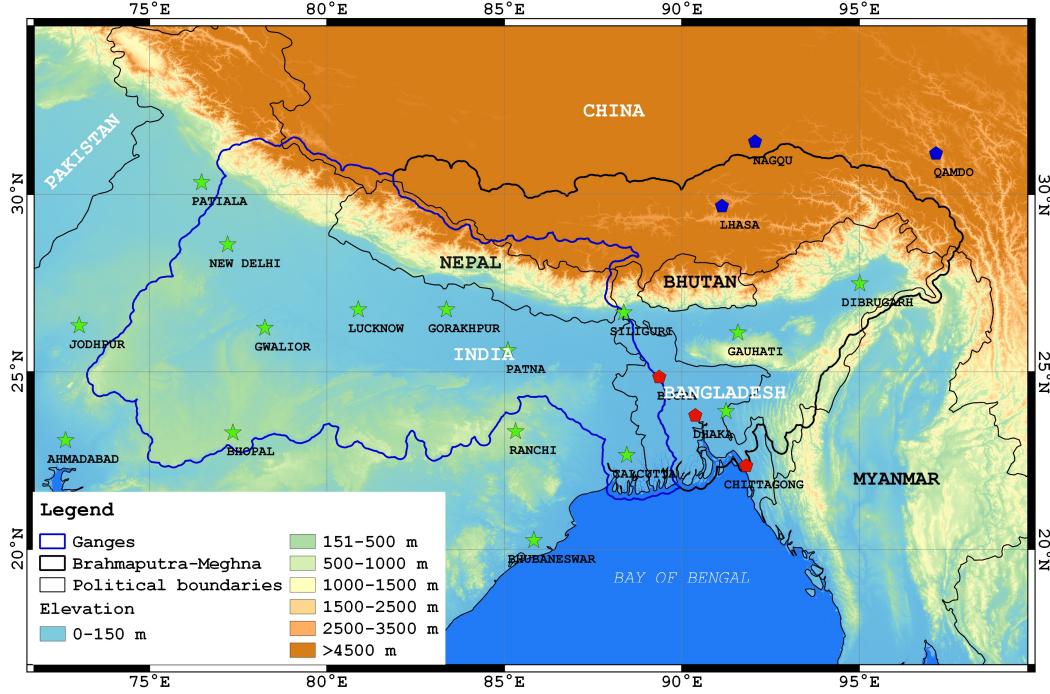 75°E 80°E 85°E 90°E 95°E
CHINA
PAKISTAN
NAGQU
QAMDO
30°N
30°N
PATIALA
LHASA
NEW DELHI
NEPAL
BHUTAN
DIBRUGARH
LUCKNOW
GORAKHPUR
SILIGURI
JODHPUR
GWALIOR
GAUHATI
INDIA
PATNA
25°N
25°N
BANGLADESH
DHAKA
BHOPAL
RANCHI
AHMADABAD
CALCUTTA
CHITTAGONG
MYANMAR
Legend
Ganges
Brahmaputra-Meghna
Political boundaries
Elevation
0-150 m
151-500 m
500-1000 m
1000-1500 m
1500-2500 m
2500-3500 m
>4500 m
20°N
20°N
BHUBANESWAR
BAY OF BENGAL
75°E 80°E 85°E 90°E 95°E